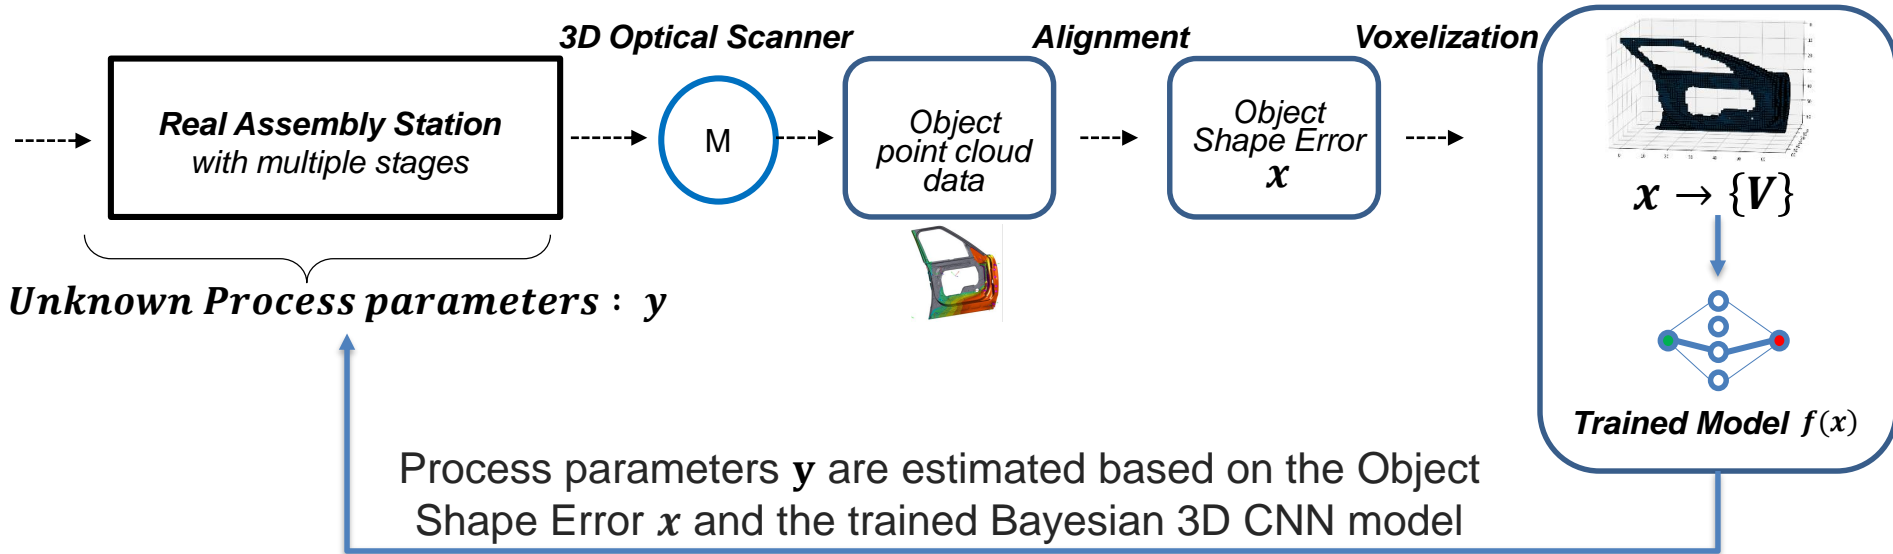 3D Optical Scanner
Alignment
Voxelization
Real Assembly Station
with multiple stages
M
Object
point cloud
data
Object
Shape Error
x
x → {V}
Unknown Process parameters : y
Trained Model f(x)
Process parameters y are estimated based on the Object
Shape Error x and the trained Bayesian 3D CNN model